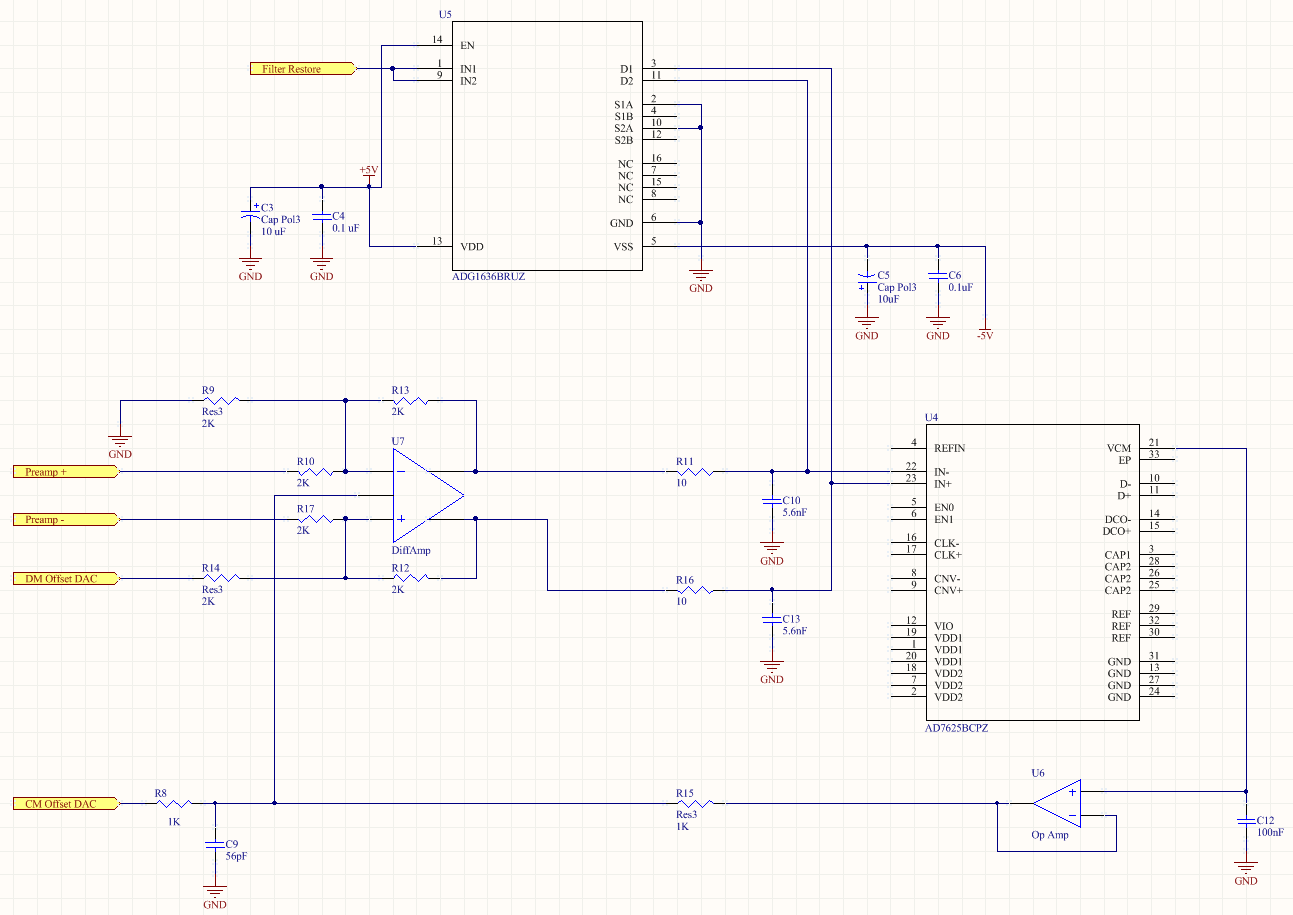 U5
14 EN
Filter Restore
1 IN1
9 IN2
D1 3
D2 11
S1A 2
S1B 4
S2A 10
S2B 12
NC 16
NC 7
NC 15
NC 8
GND 6
VSS 5
13 VDD
ADG1636BRUZ
+5V
+
C3
Cap Pol3
10 uF
GND
C4
0.1 uF
GND
GND
C5
Cap Pol3
10uF
+
GND
C6
0.1uF
GND
-5V
R9
Res3
2K
GND
R13
2K
U7
Preamp +
R10
2K
Preamp -
R17
2K
−
+
DiffAmp
DM Offset DAC
R14
Res3
2K
R12
2K
R11
10
C10
5.6nF
GND
R16
10
C13
5.6nF
GND
U4
4 REFIN
22 IN-
23 IN+
5 EN0
6 EN1
16 CLK-
17 CLK+
8 CNV-
9 CNV+
12 VIO
19 VDD1
1 VDD1
20 VDD1
18 VDD2
7 VDD2
2 VDD2
VCM 21
EP 33
D- 10
D+ 11
DCO- 14
DCO+ 15
CAP1 3
CAP2 28
CAP2 26
CAP2 25
REF 29
REF 32
REF 30
GND 31
GND 13
GND 27
GND 24
AD7625BCPZ
CM Offset DAC
R8
1K
C9
56pF
GND
R15
Res3
1K
U6
+
−
Op Amp
C12
100nF
GND